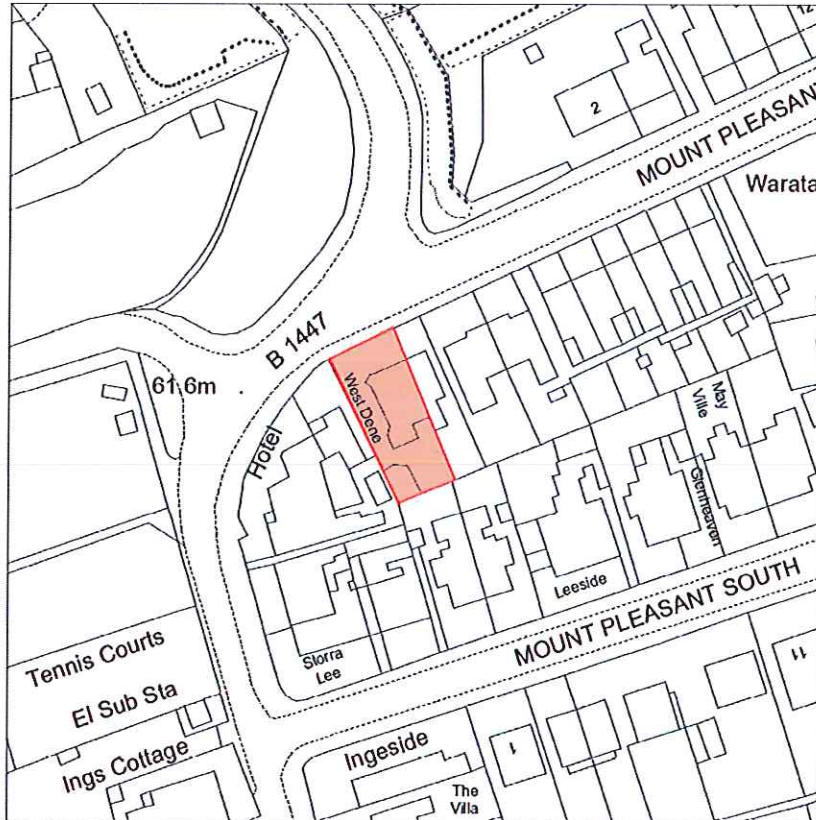 12
2
MOUNT PLEASANT
Warata
B 1447
61.6m
West Dene
Hotel
May
Ville
Glenheaven
Leeside
MOUNT PLEASANT SOUTH
Storra
Lee
Tennis Courts
El Sub Sta
Ings Cottage
Ingeside
1
11
The
Villa